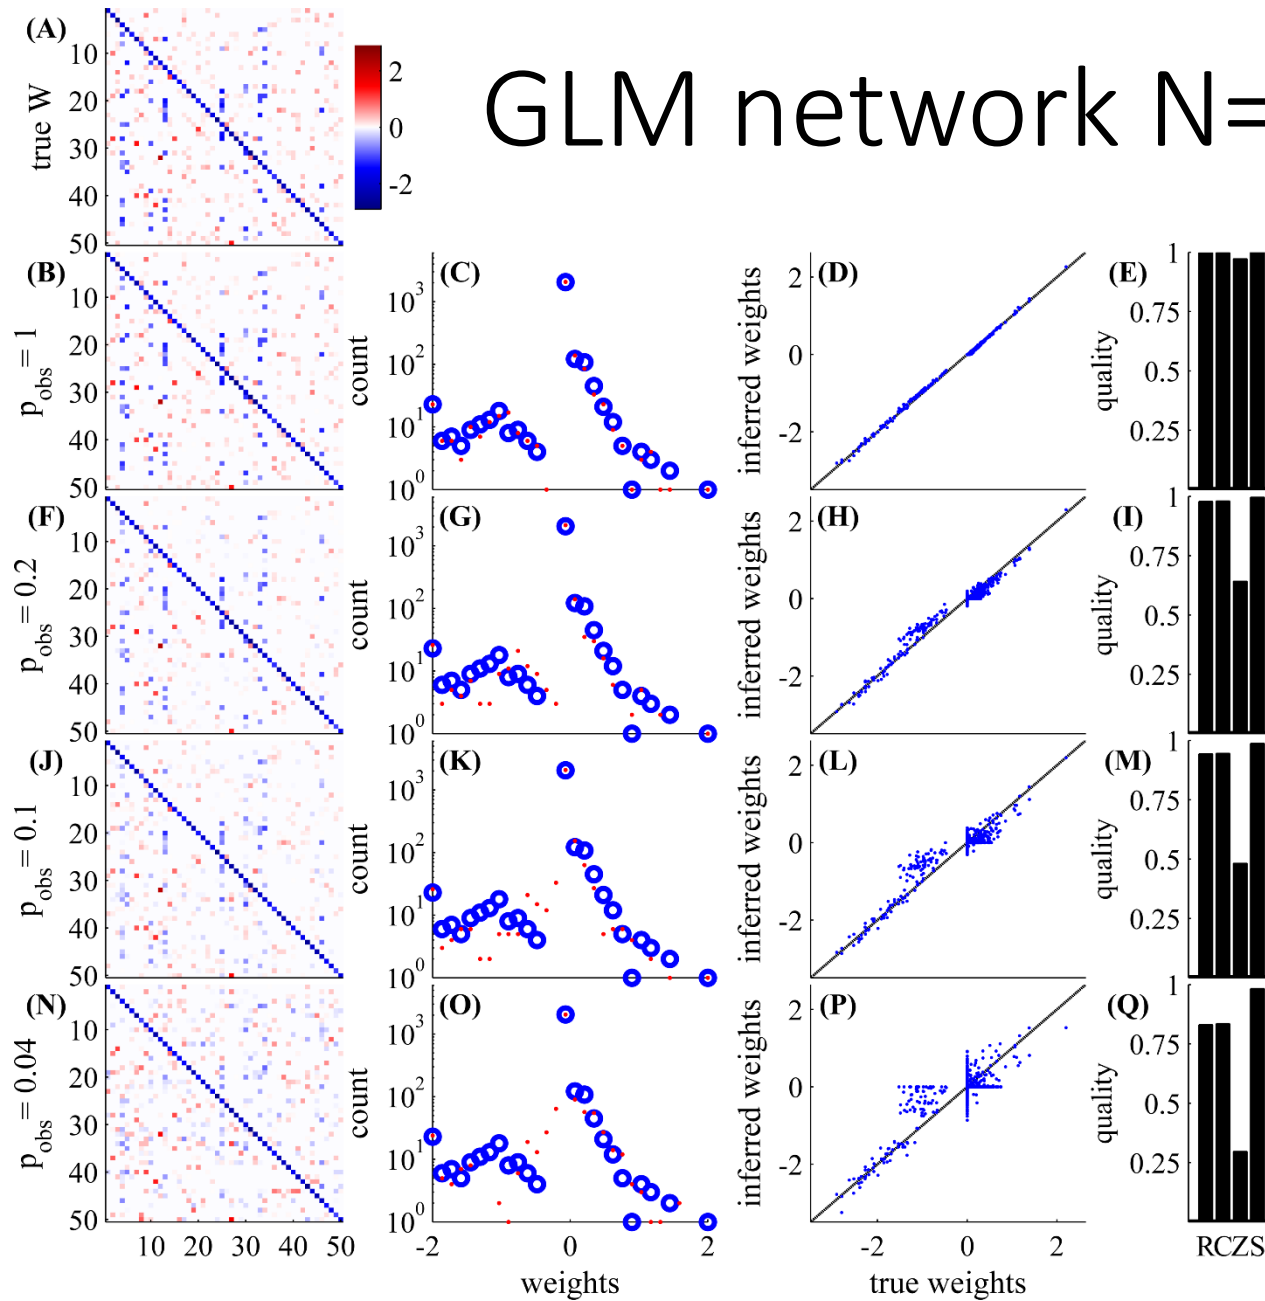 (A)
true W
10
20
30
40
50
2
0
-2
GLM network N=
(B)
p_obs = 1
10
20
30
40
50
(C)
count
10^3
10^2
10^1
10^0
(D)
inferred weights
2
0
-2
(E)
quality
1
0.75
0.5
0.25
(F)
p_obs = 0.2
10
20
30
40
50
(G)
count
10^3
10^2
10^1
10^0
(H)
inferred weights
2
0
-2
(I)
quality
1
0.75
0.5
0.25
(J)
p_obs = 0.1
10
20
30
40
50
(K)
count
10^3
10^2
10^1
10^0
(L)
inferred weights
2
0
-2
(M)
quality
1
0.75
0.5
0.25
(N)
p_obs = 0.04
10
20
30
40
50
10 20 30 40 50
(O)
count
10^3
10^2
10^1
10^0
-2 0 2
weights
(P)
inferred weights
2
0
-2
-2 0 2
true weights
(Q)
quality
1
0.75
0.5
0.25
RCZS